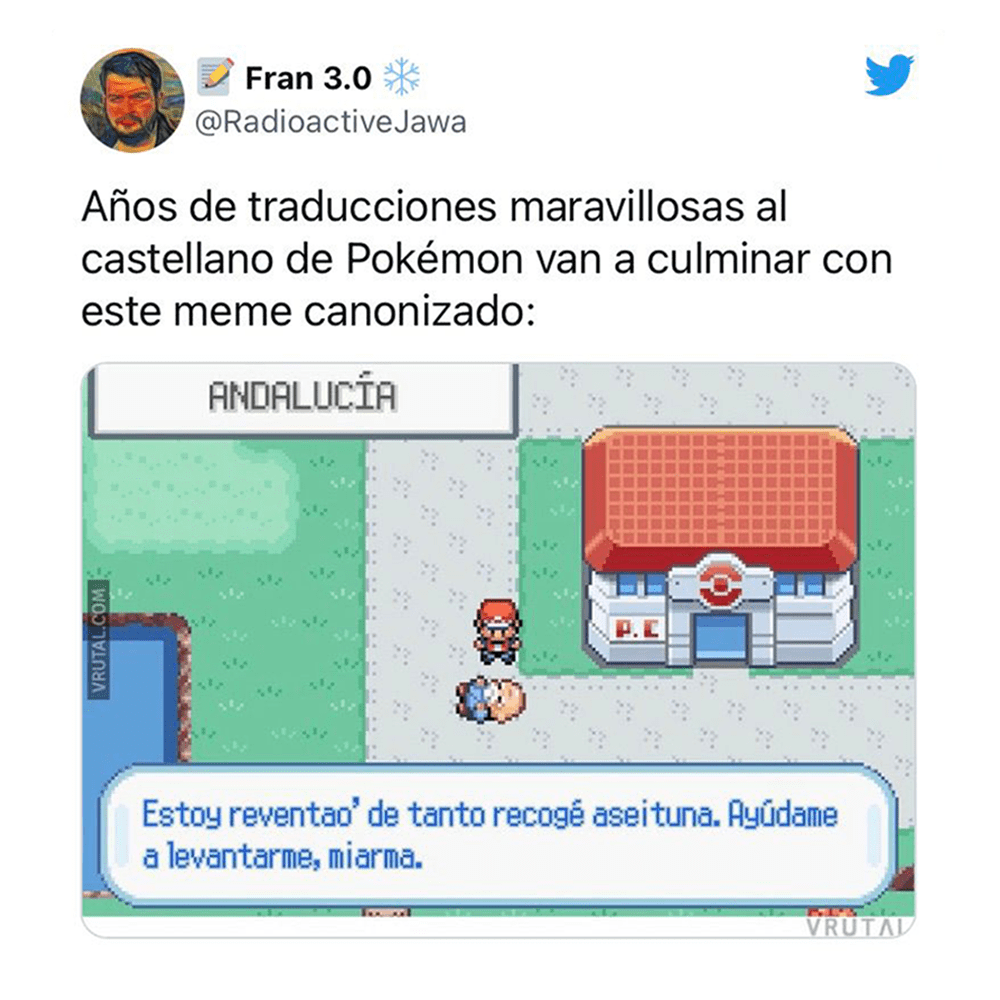 Fran 3.0
@RadioactiveJawa
Años de traducciones maravillosas al
castellano de Pokémon van a culminar con
este meme canonizado:
ANDALUCÍA
P.C
VRUTAL.COM
Estoy reventao' de tanto recogé aseituna. Ayúdame
a levantarme, miarma.
VRUTAL